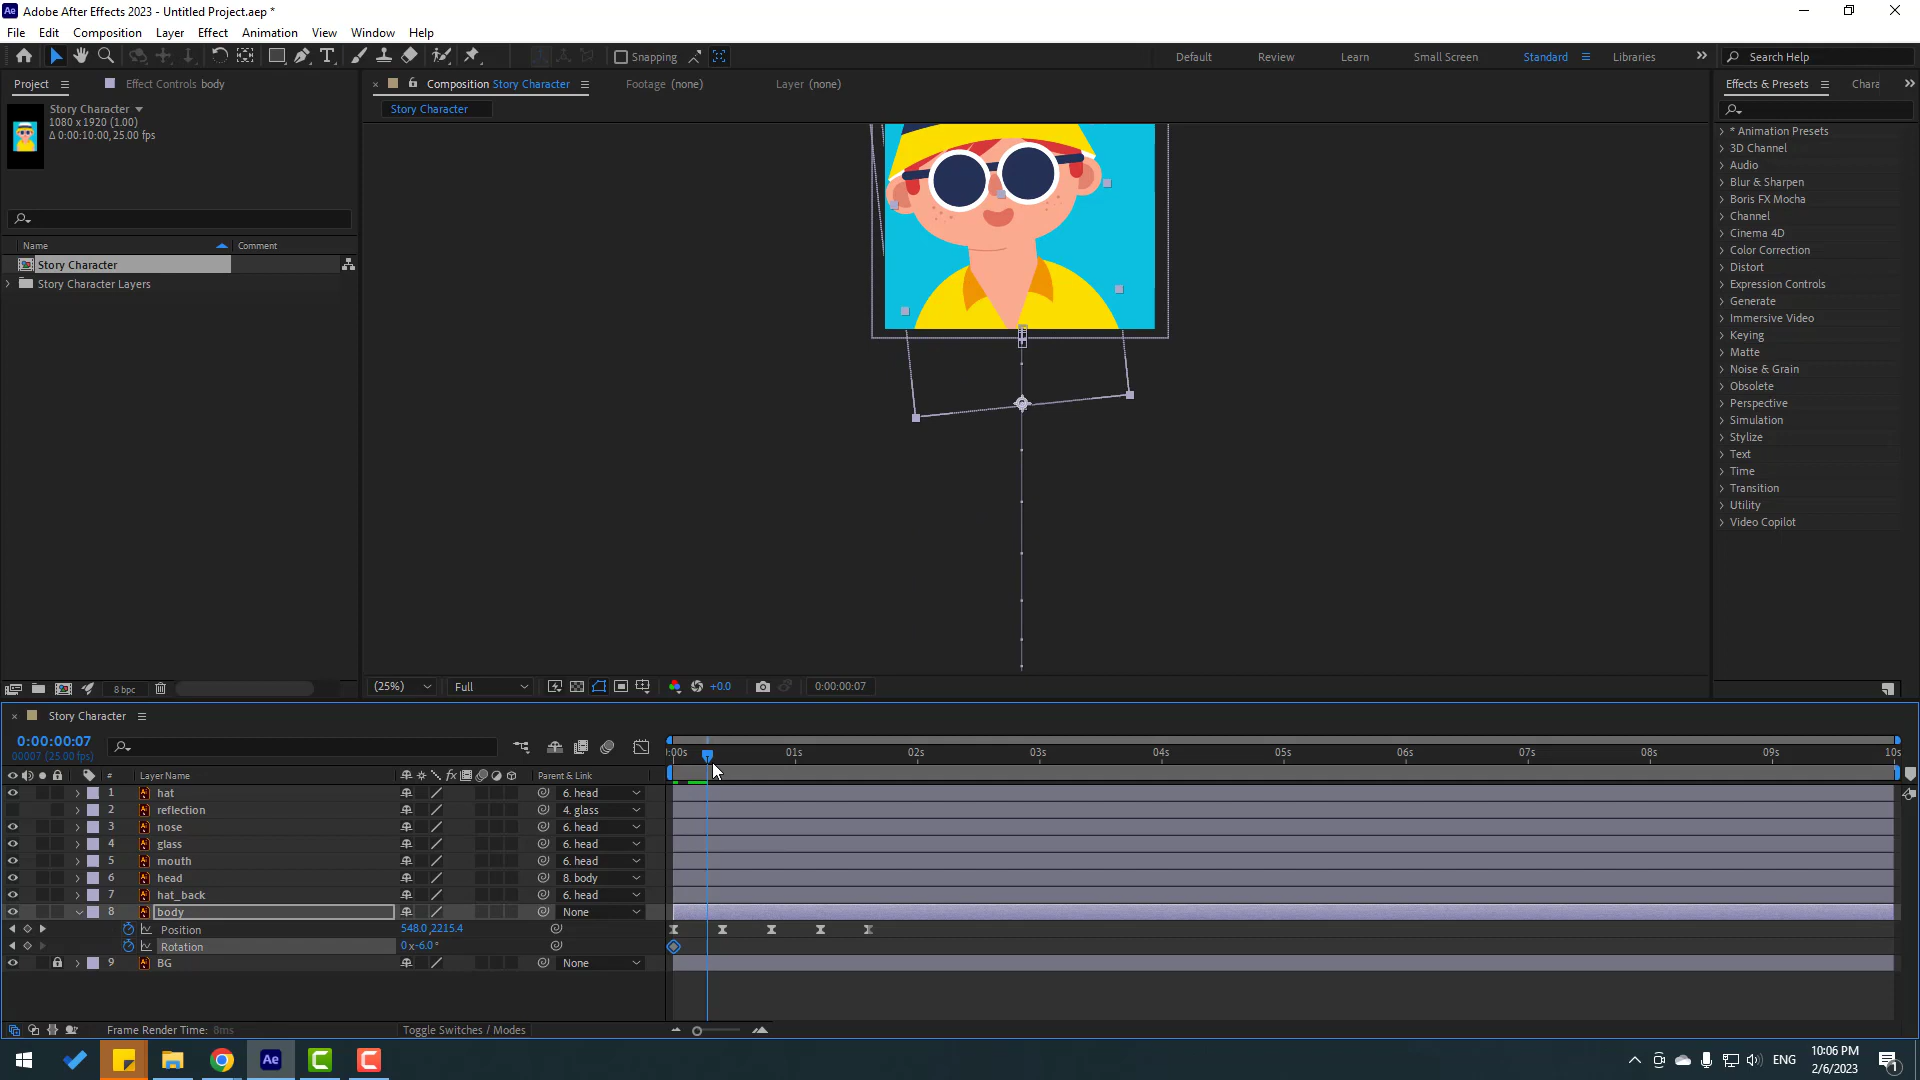 Adobe After Effects 2023 - Untitled Project.aep *
File Edit Composition Layer Effect Animation View Window Help
Snapping Default Review Learn Small Screen Standard Libraries Search Help
Project Effect Controls body Composition Story Character Footage (none) Layer (none) Effects & Presets Chara
Story Character
1080 x 1920 (1.00)
Δ 0:00:10:00, 25.00 fps
Story Character
Name Comment
Story Character
Story Character Layers
* Animation Presets
3D Channel
Audio
Blur & Sharpen
Boris FX Mocha
Channel
Cinema 4D
Color Correction
Distort
Expression Controls
Generate
Immersive Video
Keying
Matte
Noise & Grain
Obsolete
Perspective
Simulation
Stylize
Text
Time
Transition
Utility
Video Copilot
8 bpc (25%) Full +0.0 0:00:00:07
Story Character
0:00:00:07
00007 (25.00 fps)
:00s 01s 02s 03s 04s 05s 06s 07s 08s 09s 10s
# Layer Name Parent & Link
1 hat 6. head
2 reflection 4. glass
3 nose 6. head
4 glass 6. head
5 mouth 6. head
6 head 8. body
7 hat_back 6. head
8 body None
Position 548.0,2215.4
Rotation 0x-6.0°
9 BG None
Frame Render Time: 8ms Toggle Switches / Modes
Ae ENG 10:06 PM
2/6/2023
1